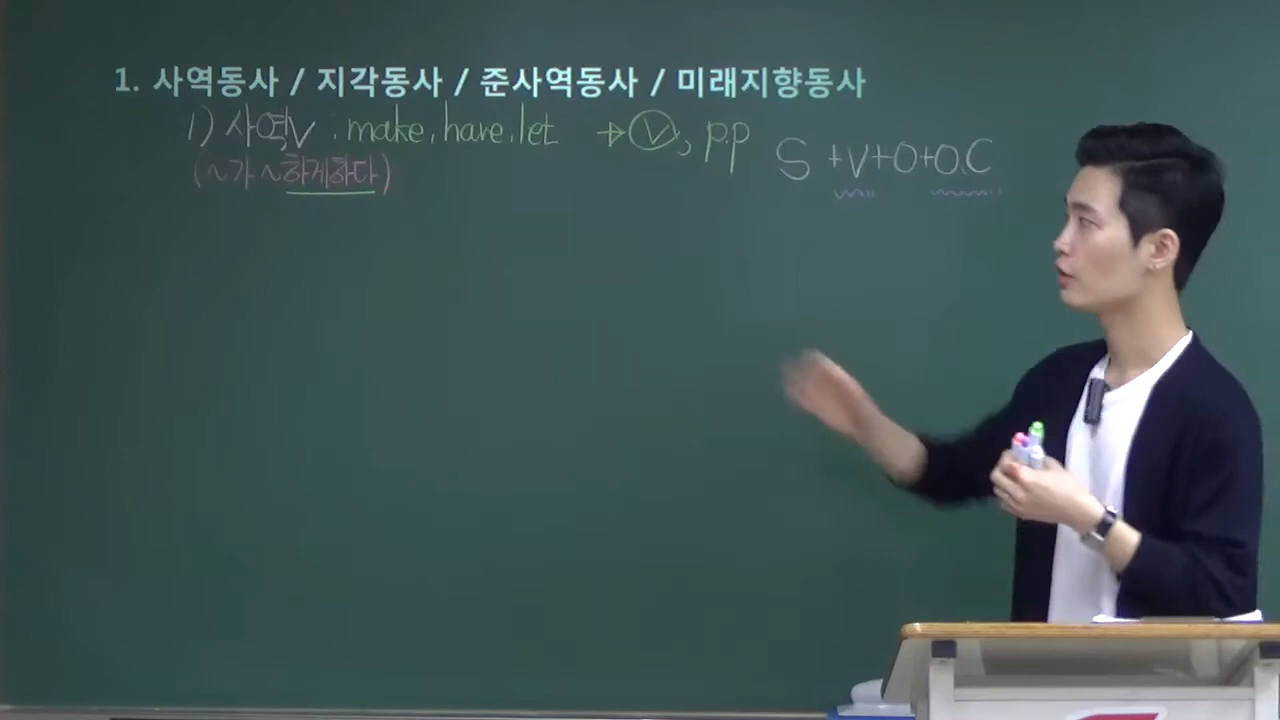 1. 사역동사 / 지각동사 / 준사역동사 / 미래지향동사
1) 사역V : make, have, let → V, p.p
(~가 ~하게하다)
S + V + O + O.C